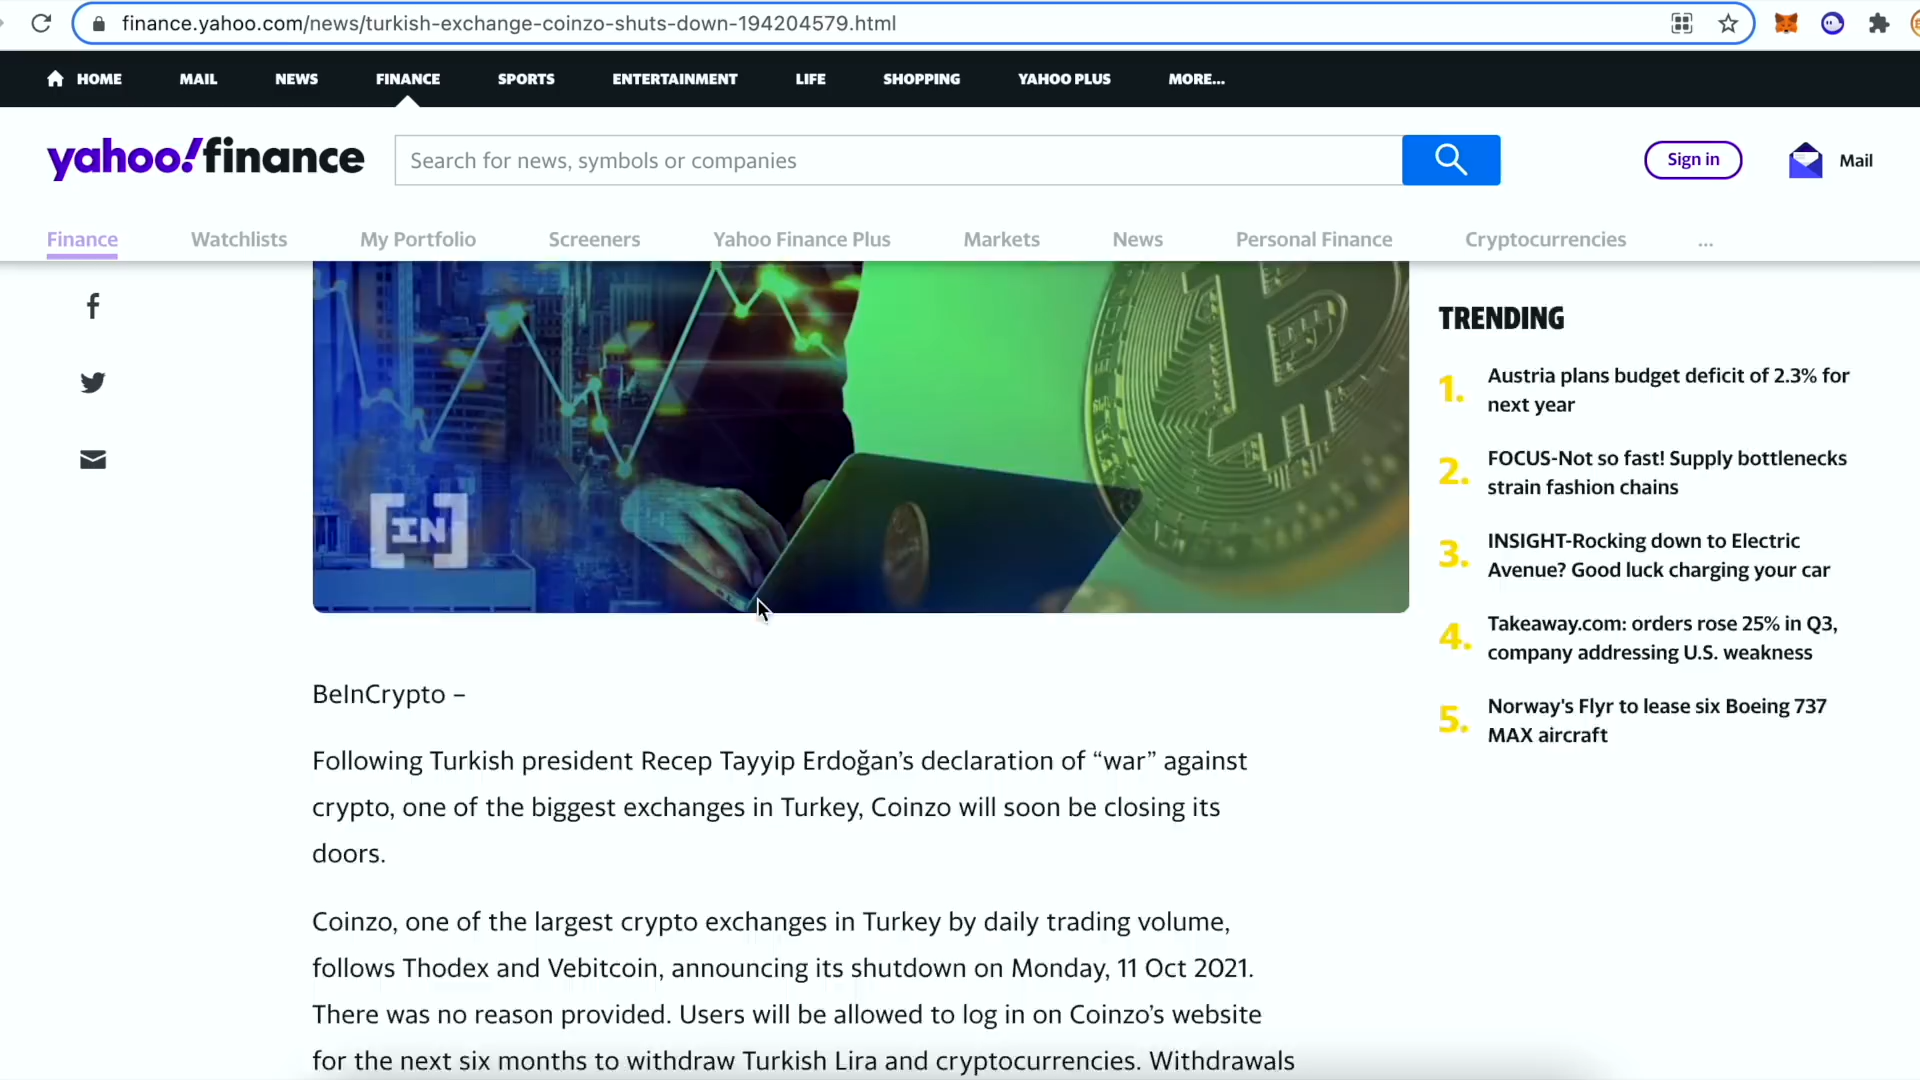 finance.yahoo.com/news/turkish-exchange-coinzo-shuts-down-194204579.html
HOME MAIL NEWS FINANCE SPORTS ENTERTAINMENT LIFE SHOPPING YAHOO PLUS MORE...
yahoo!finance
Search for news, symbols or companies
Sign in
Mail
Finance Watchlists My Portfolio Screeners Yahoo Finance Plus Markets News Personal Finance Cryptocurrencies ...
[IN]
BeInCrypto –
Following Turkish president Recep Tayyip Erdoğan’s declaration of “war” against
crypto, one of the biggest exchanges in Turkey, Coinzo will soon be closing its
doors.
Coinzo, one of the largest crypto exchanges in Turkey by daily trading volume,
follows Thodex and Vebitcoin, announcing its shutdown on Monday, 11 Oct 2021.
There was no reason provided. Users will be allowed to log in on Coinzo’s website
for the next six months to withdraw Turkish Lira and cryptocurrencies. Withdrawals
TRENDING
1. Austria plans budget deficit of 2.3% for
next year
2. FOCUS-Not so fast! Supply bottlenecks
strain fashion chains
3. INSIGHT-Rocking down to Electric
Avenue? Good luck charging your car
4. Takeaway.com: orders rose 25% in Q3,
company addressing U.S. weakness
5. Norway's Flyr to lease six Boeing 737
MAX aircraft